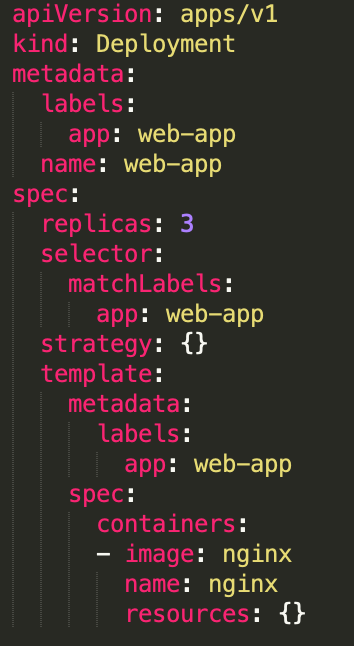 apiVersion: apps/v1
kind: Deployment
metadata:
  labels:
    app: web-app
  name: web-app
spec:
  replicas: 3
  selector:
    matchLabels:
      app: web-app
  strategy: {}
  template:
    metadata:
      labels:
        app: web-app
    spec:
      containers:
      - image: nginx
        name: nginx
        resources: {}